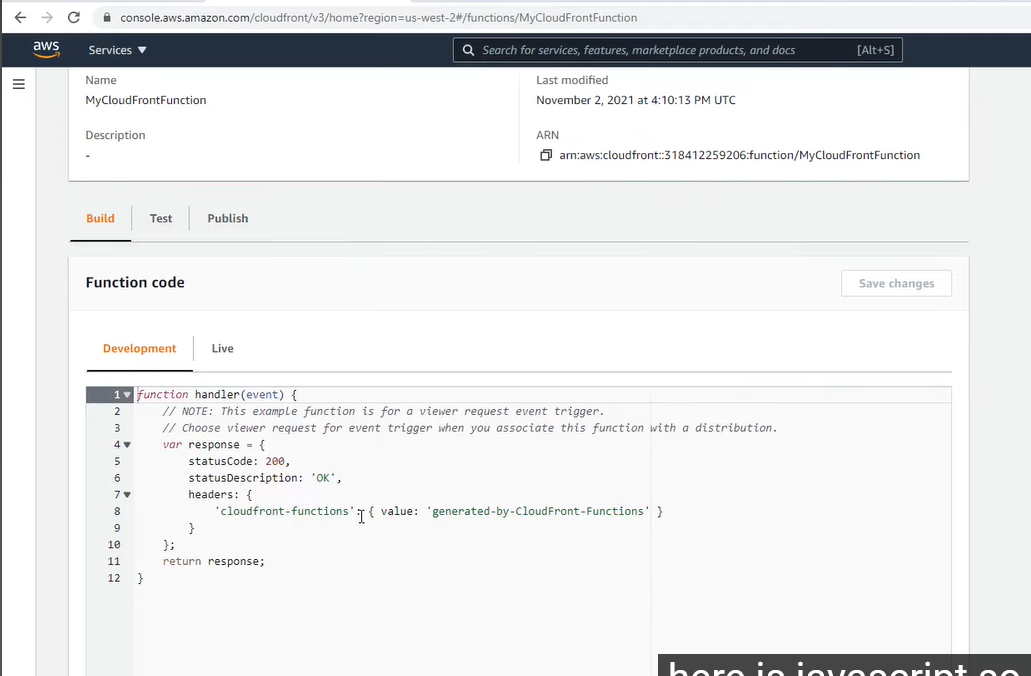 console.aws.amazon.com/cloudfront/v3/home?region=us-west-2#/functions/MyCloudFrontFunction
aws Services Search for services, features, marketplace products, and docs [Alt+S]
Name
MyCloudFrontFunction
Last modified
November 2, 2021 at 4:10:13 PM UTC
Description
-
ARN
arn:aws:cloudfront::318412259206:function/MyCloudFrontFunction
Build Test Publish
Function code Save changes
Development Live
1 function handler(event) {
2 // NOTE: This example function is for a viewer request event trigger.
3 // Choose viewer request for event trigger when you associate this function with a distribution.
4 var response = {
5 statusCode: 200,
6 statusDescription: 'OK',
7 headers: {
8 'cloudfront-functions': { value: 'generated-by-CloudFront-Functions' }
9 }
10 };
11 return response;
12 }
here is javascript so